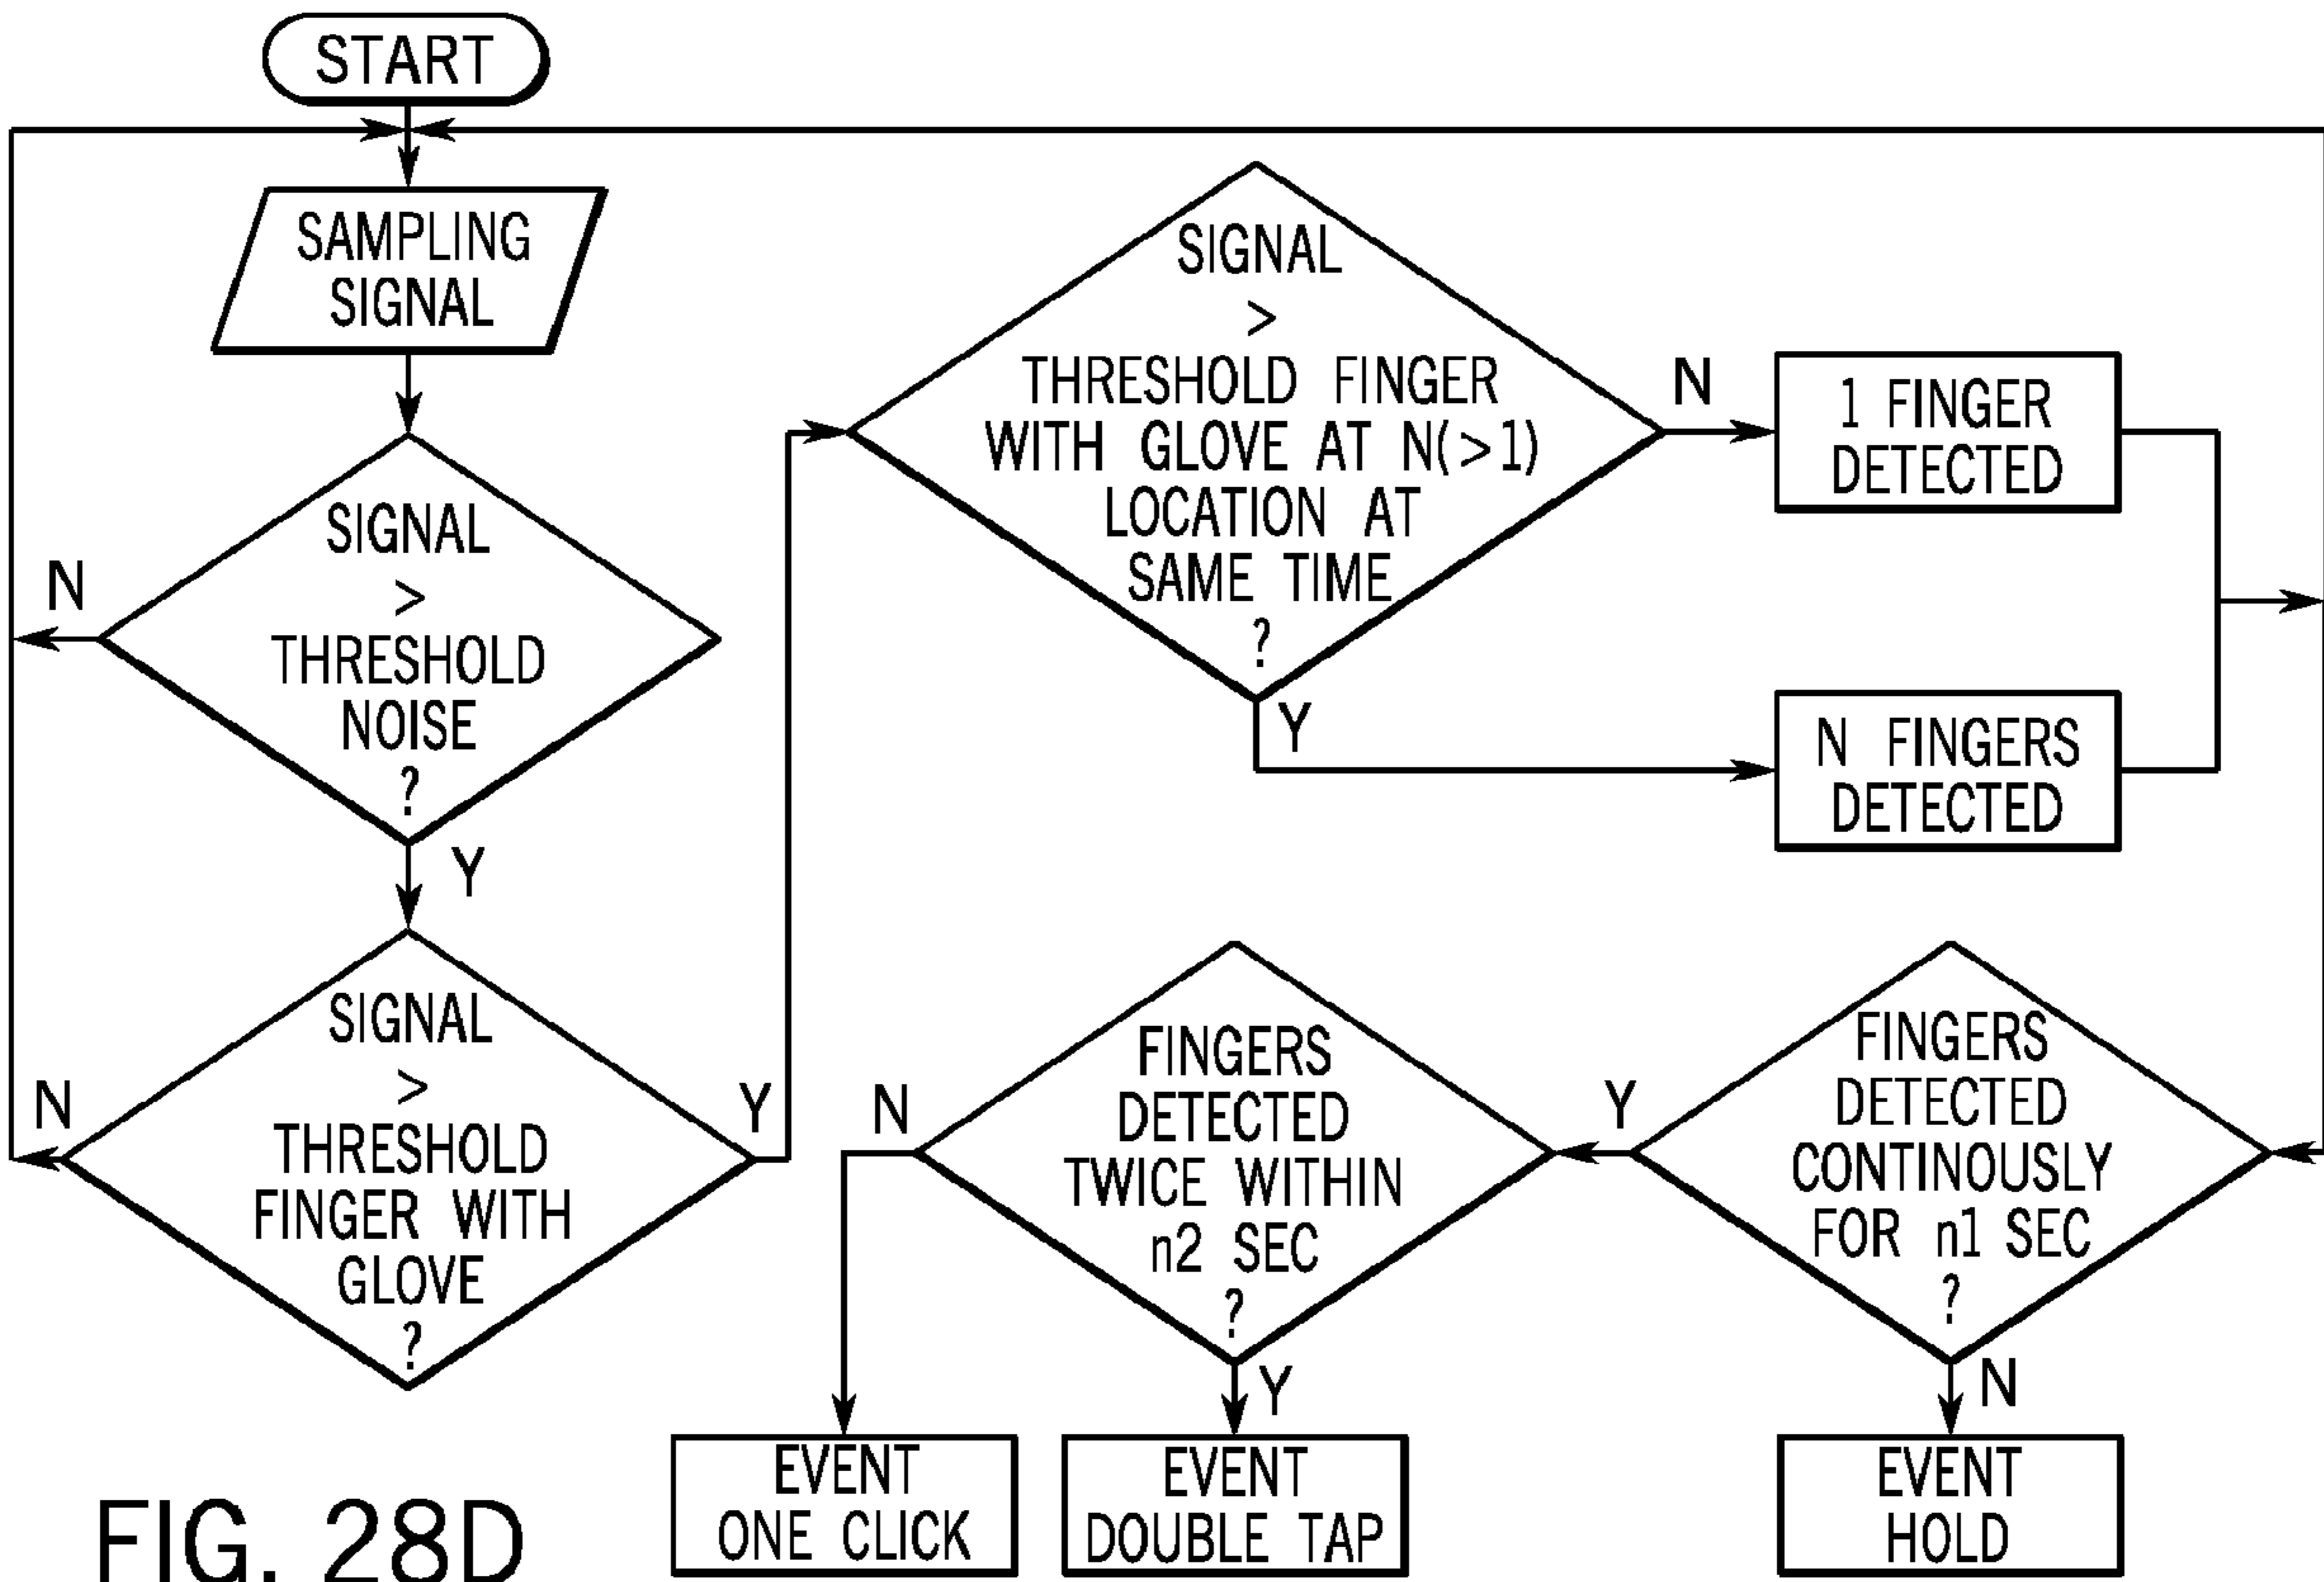 START
SAMPLING
SIGNAL
SIGNAL
>
THRESHOLD
NOISE
?
N
Y
SIGNAL
>
THRESHOLD
FINGER WITH
GLOVE
?
N
Y
SIGNAL
>
THRESHOLD FINGER
WITH GLOVE AT N(>1)
LOCATION AT
SAME TIME
?
N
Y
1 FINGER
DETECTED
N FINGERS
DETECTED
FINGERS
DETECTED
CONTINOUSLY
FOR n1 SEC
?
Y
N
FINGERS
DETECTED
TWICE WITHIN
n2 SEC
?
N
Y
EVENT
ONE CLICK
EVENT
DOUBLE TAP
EVENT
HOLD
FIG. 28D